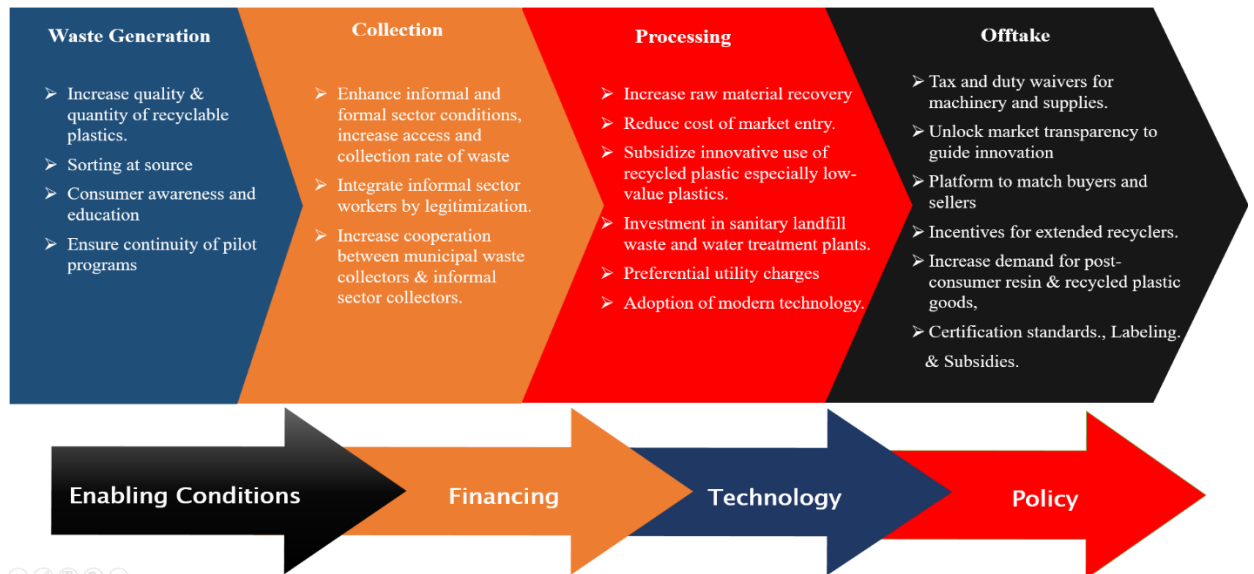 Waste Generation
➢ Increase quality &
quantity of recyclable
plastics.
➢ Sorting at source
➢ Consumer awareness and
education
➢ Ensure continuity of pilot
programs
Collection
➢ Enhance informal and
formal sector conditions,
increase access and
collection rate of waste
➢ Integrate informal sector
workers by legitimization.
➢ Increase cooperation
between municipal waste
collectors & informal
sector collectors.
Processing
➢ Increase raw material recovery
➢ Reduce cost of market entry.
➢ Subsidize innovative use of
recycled plastic especially low-
value plastics.
➢ Investment in sanitary landfill
waste and water treatment plants.
➢ Preferential utility charges
➢ Adoption of modern technology.
Offtake
➢ Tax and duty waivers for
machinery and supplies.
➢ Unlock market transparency to
guide innovation
➢ Platform to match buyers and
sellers
➢ Incentives for extended recyclers.
➢ Increase demand for post-
consumer resin & recycled plastic
goods,
➢ Certification standards., Labeling.
& Subsidies.
Enabling Conditions
Financing
Technology
Policy